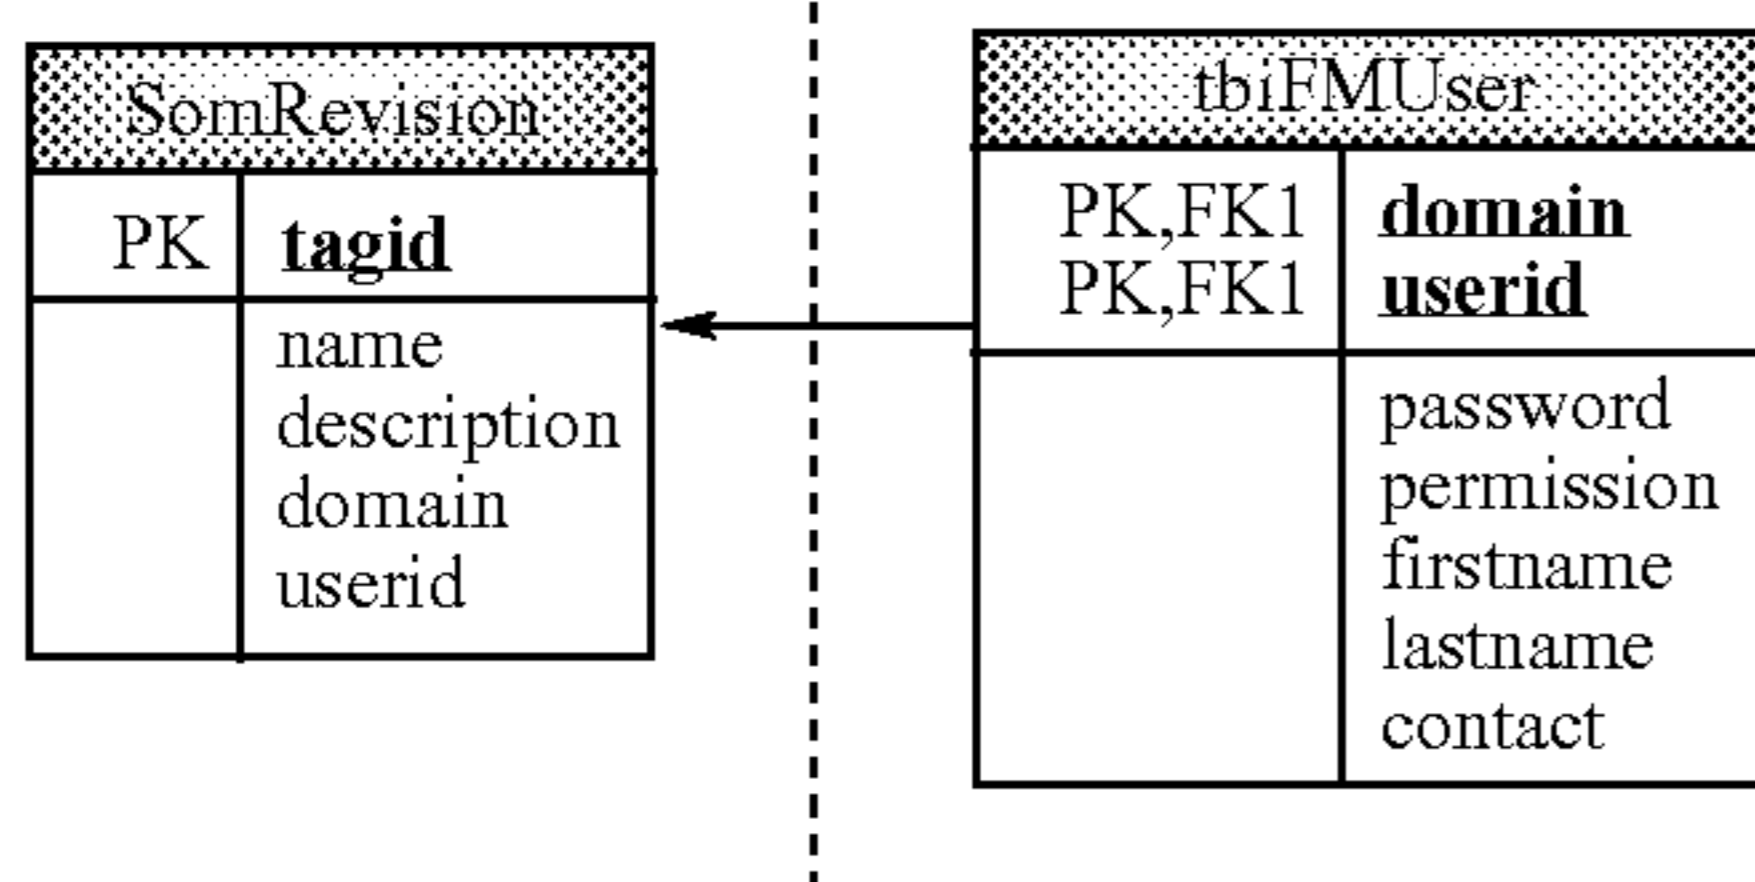 SomRevision
PK tagid
name
description
domain
userid
tbiFMUser
PK,FK1 domain
PK,FK1 userid
password
permission
firstname
lastname
contact